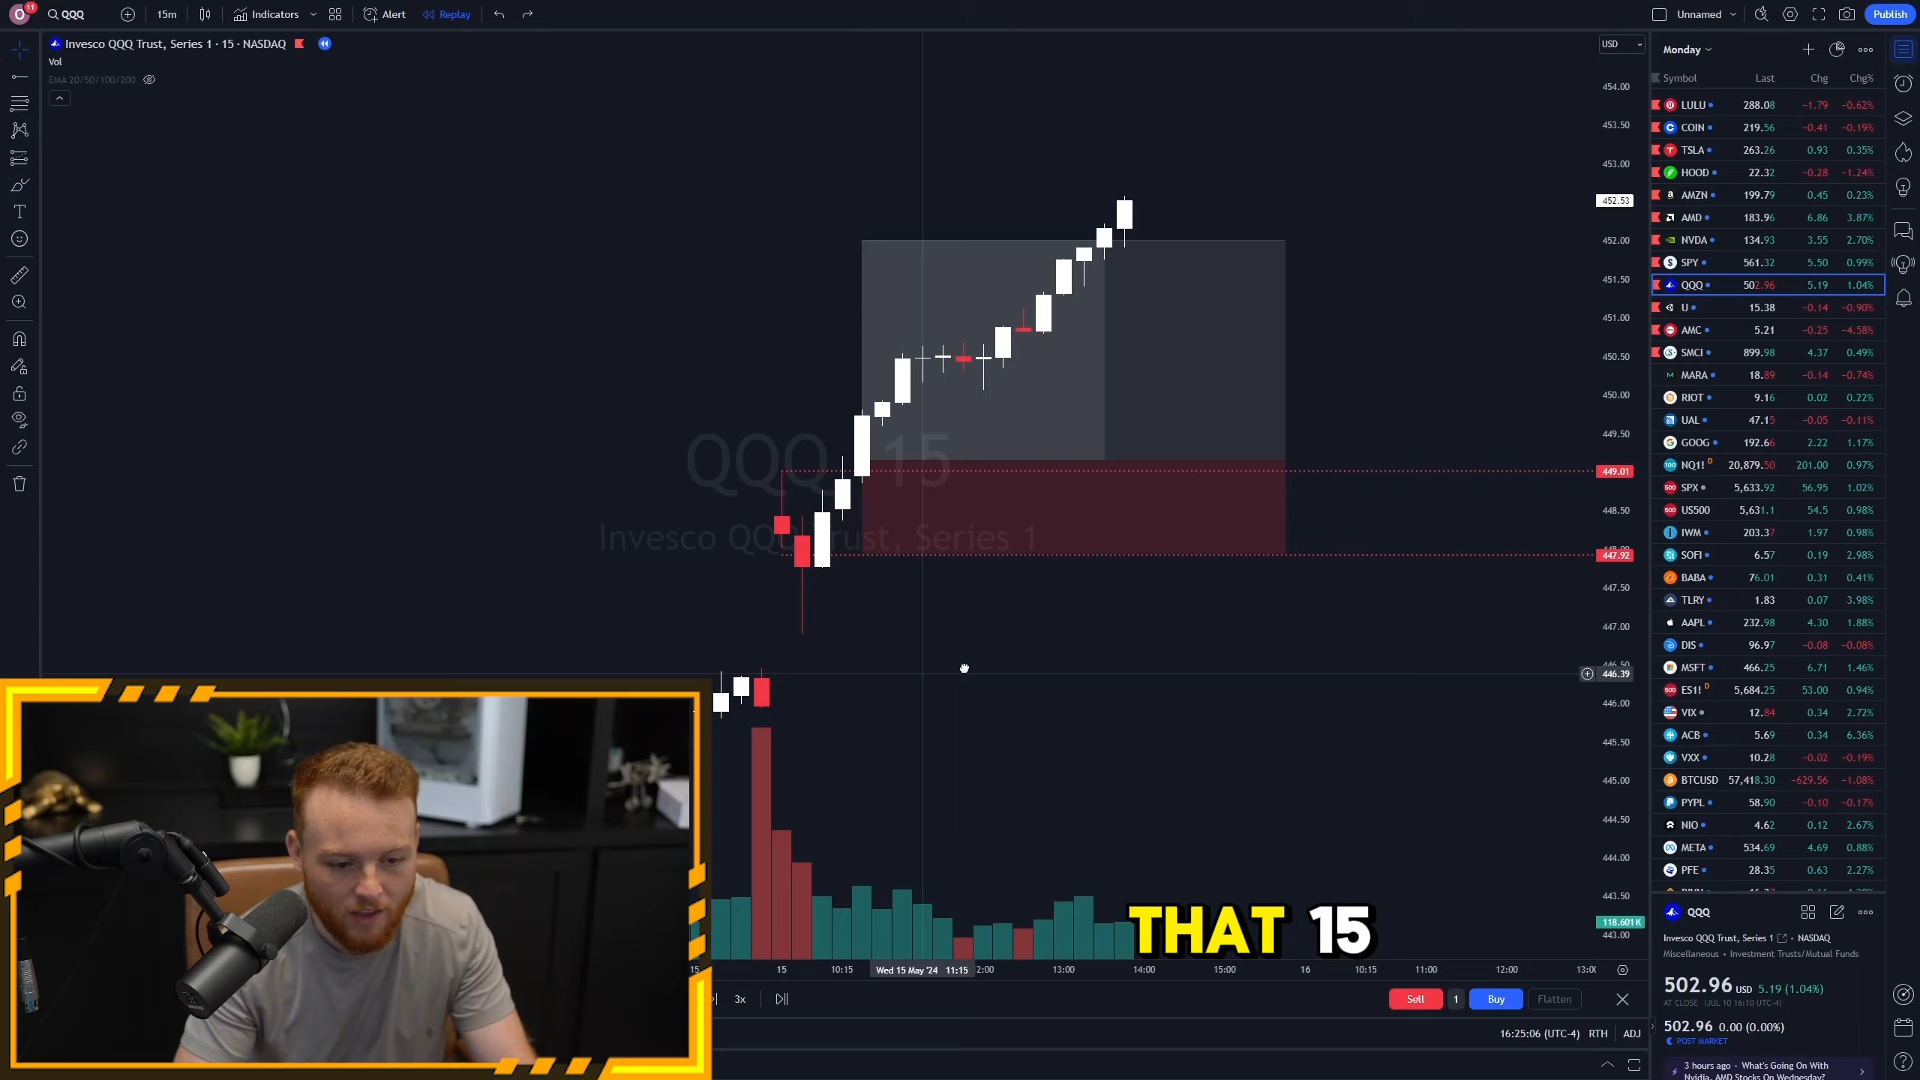 O 11 QQQ 15m Indicators Alert Replay Unnamed Publish
Invesco QQQ Trust, Series 1 · 15 · NASDAQ
Vol
EMA 20/50/100/200
USD
454.00
453.50
453.00
452.53
452.00
451.50
451.00
450.50
450.00
449.50
449.01
448.50
447.92
447.50
447.00
446.39
446.00
445.50
445.00
444.50
444.00
443.50
118.601K
443.00
QQQ, 15
Invesco QQQ Trust, Series 1
THAT 15
15 15 10:15 Wed 15 May '24 11:15 2:00 13:00 14:00 15:00 16 10:15 11:00 12:00 13:0
3x Sell 1 Buy Flatten
16:25:06 (UTC-4) RTH ADJ
Monday
Symbol Last Chg Chg%
LULU 288.08 −1.79 −0.62%
COIN 219.56 −0.41 −0.19%
TSLA 263.26 0.93 0.35%
HOOD 22.32 −0.28 −1.24%
AMZN 199.79 0.45 0.23%
AMD 183.96 6.86 3.87%
NVDA 134.93 3.55 2.70%
SPY 561.32 5.50 0.99%
QQQ 502.96 5.19 1.04%
U 15.38 −0.14 −0.90%
AMC 5.21 −0.25 −4.58%
SMCI 899.98 4.37 0.49%
MARA 18.89 −0.14 −0.74%
RIOT 9.16 0.02 0.22%
UAL 47.15 −0.05 −0.11%
GOOG 192.66 2.22 1.17%
NQ1! D 20,879.50 201.00 0.97%
SPX 5,633.92 56.95 1.02%
US500 5,631.1 54.5 0.98%
IWM 203.37 1.97 0.98%
SOFI 6.57 0.19 2.98%
BABA 76.01 0.31 0.41%
TLRY 1.83 0.07 3.98%
AAPL 232.98 4.30 1.88%
DIS 96.97 −0.08 −0.08%
MSFT 466.25 6.71 1.46%
ES1! D 5,684.25 53.00 0.94%
VIX 12.84 0.34 2.72%
ACB 5.69 0.34 6.36%
VXX 10.28 −0.02 −0.19%
BTCUSD 57,418.30 −629.56 −1.08%
PYPL 58.90 −0.10 −0.17%
NIO 4.62 0.12 2.67%
META 534.69 4.69 0.88%
PFE 28.35 0.63 2.27%
QQQ
Invesco QQQ Trust, Series 1 · NASDAQ
Miscellaneous · Investment Trusts/Mutual Funds
502.96 USD 5.19 (1.04%)
AT CLOSE (JUL 10 16:10 UTC-4)
502.96 0.00 (0.00%)
POST MARKET
3 hours ago · What's Going On With
Nvidia, AMD Stocks On Wednesday?